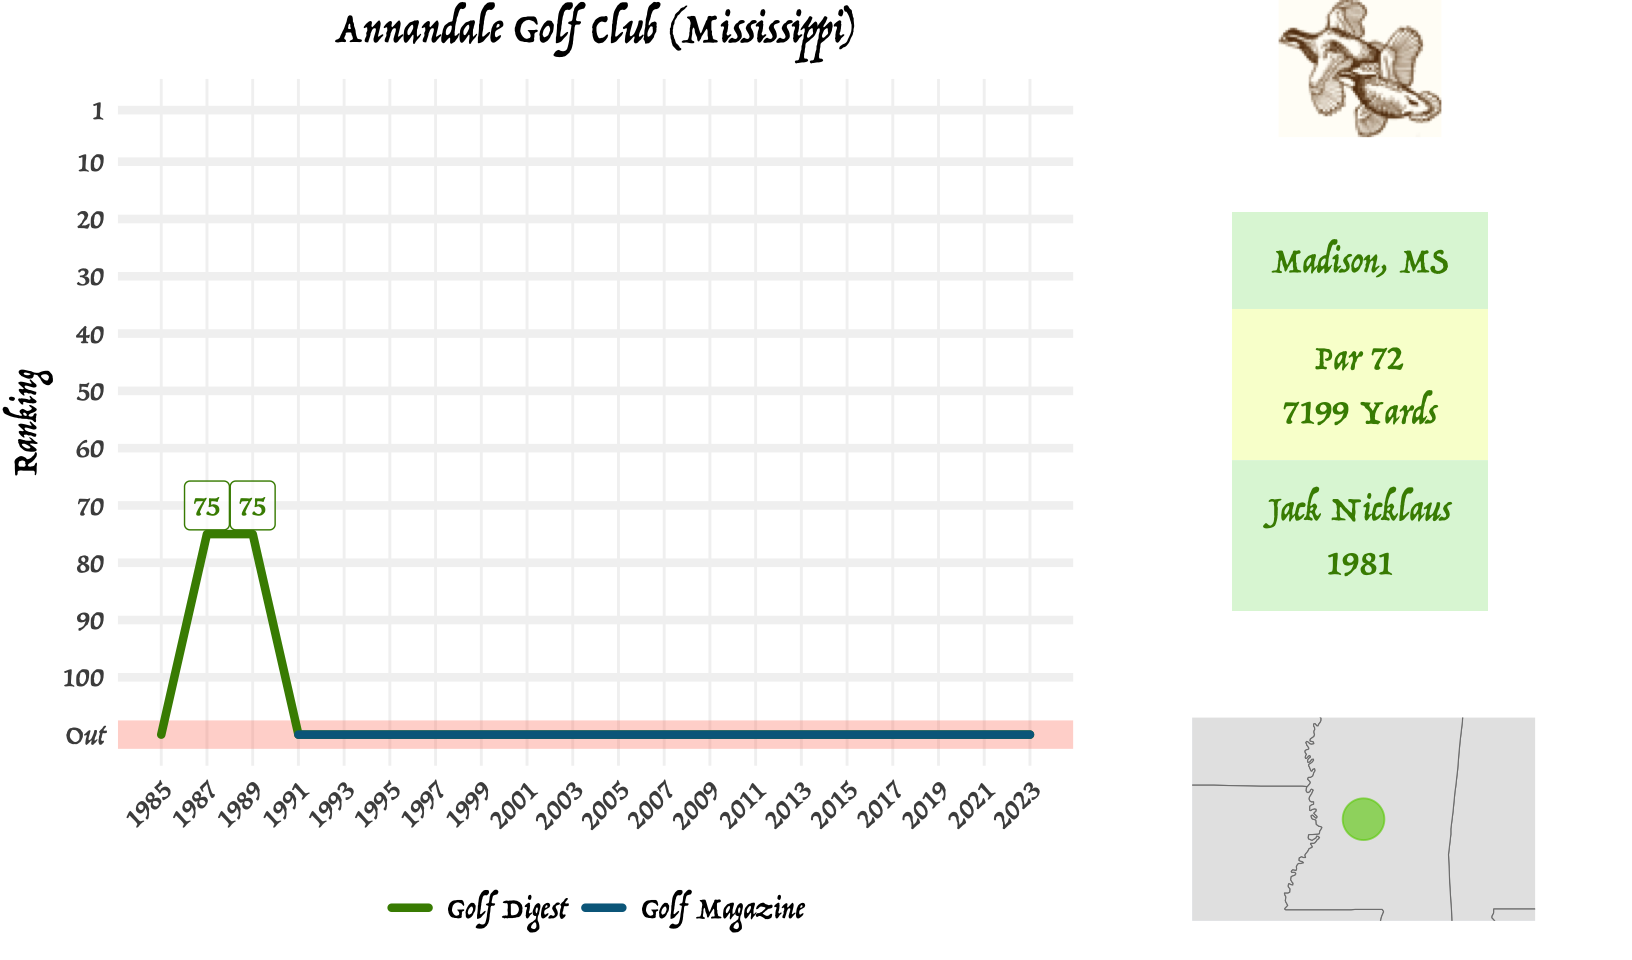 Annandale Golf Club (Mississippi)
Ranking
1
10
20
30
40
50
60
70
80
90
100
Out
75 75
1985 1987 1989 1991 1993 1995 1997 1999 2001 2003 2005 2007 2009 2011 2013 2015 2017 2019 2021 2023
Golf Digest Golf Magazine
Madison, MS
Par 72
7199 Yards
Jack Nicklaus
1981